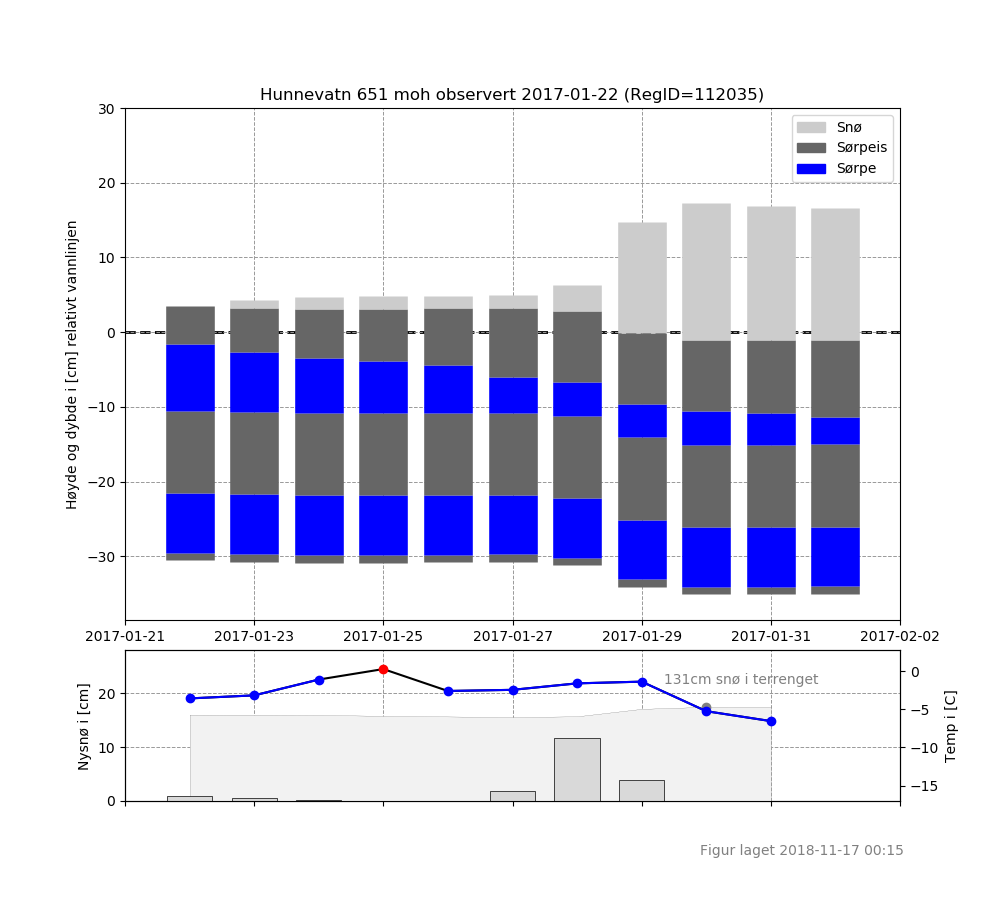 Hunnevatn 651 moh observert 2017-01-22 (RegID=112035)
Høyde og dybde i [cm] relativt vannlinjen
30
20
10
0
−10
−20
−30
Snø
Sørpeis
Sørpe
2017-01-21 2017-01-23 2017-01-25 2017-01-27 2017-01-29 2017-01-31 2017-02-02
Nysnø i [cm]
20
10
0
131cm snø i terrenget
0
−5
−10
−15
Temp i [C]
Figur laget 2018-11-17 00:15